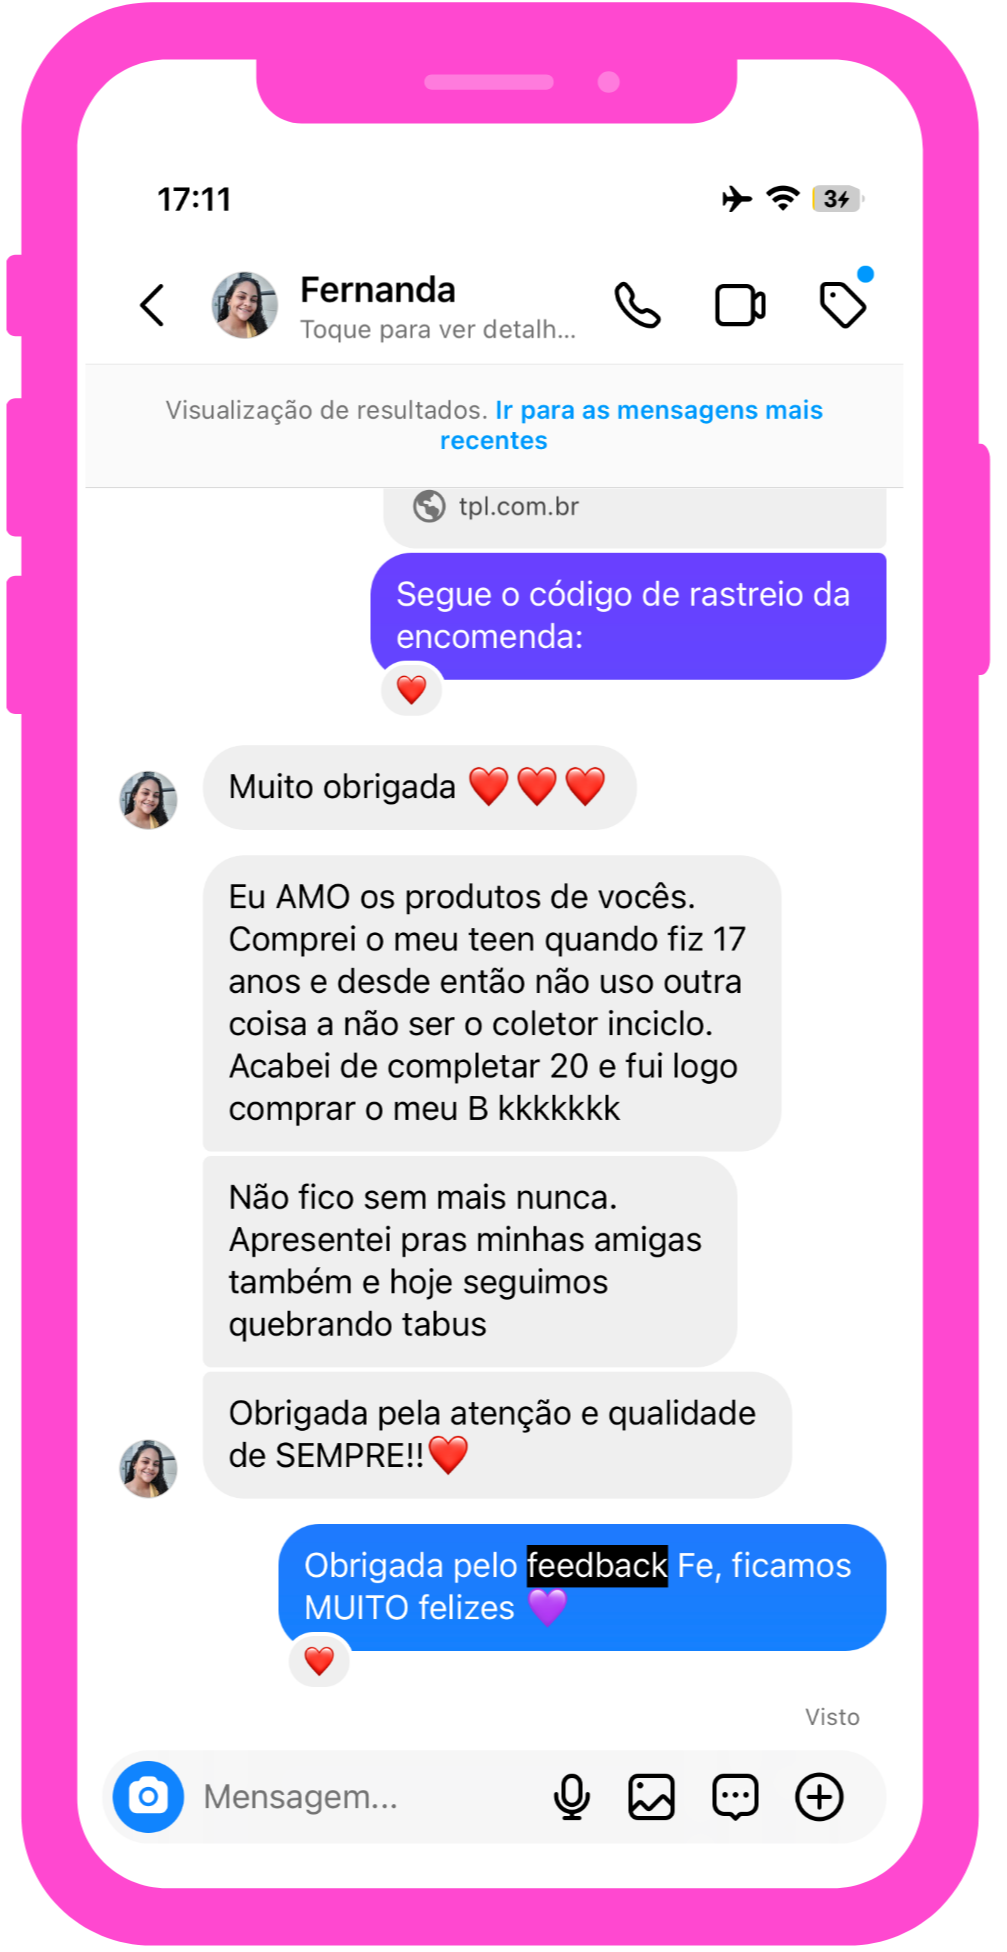 17:11
34
Fernanda
Toque para ver detalh...
Visualização de resultados. Ir para as mensagens mais
recentes
tpl.com.br
Segue o código de rastreio da
encomenda:
❤️
Muito obrigada ❤️❤️❤️
Eu AMO os produtos de vocês.
Comprei o meu teen quando fiz 17
anos e desde então não uso outra
coisa a não ser o coletor inciclo.
Acabei de completar 20 e fui logo
comprar o meu B kkkkkkk
Não fico sem mais nunca.
Apresentei pras minhas amigas
também e hoje seguimos
quebrando tabus
Obrigada pela atenção e qualidade
de SEMPRE!!❤️
Obrigada pelo feedback Fe, ficamos
MUITO felizes 💜
❤️
Visto
Mensagem...